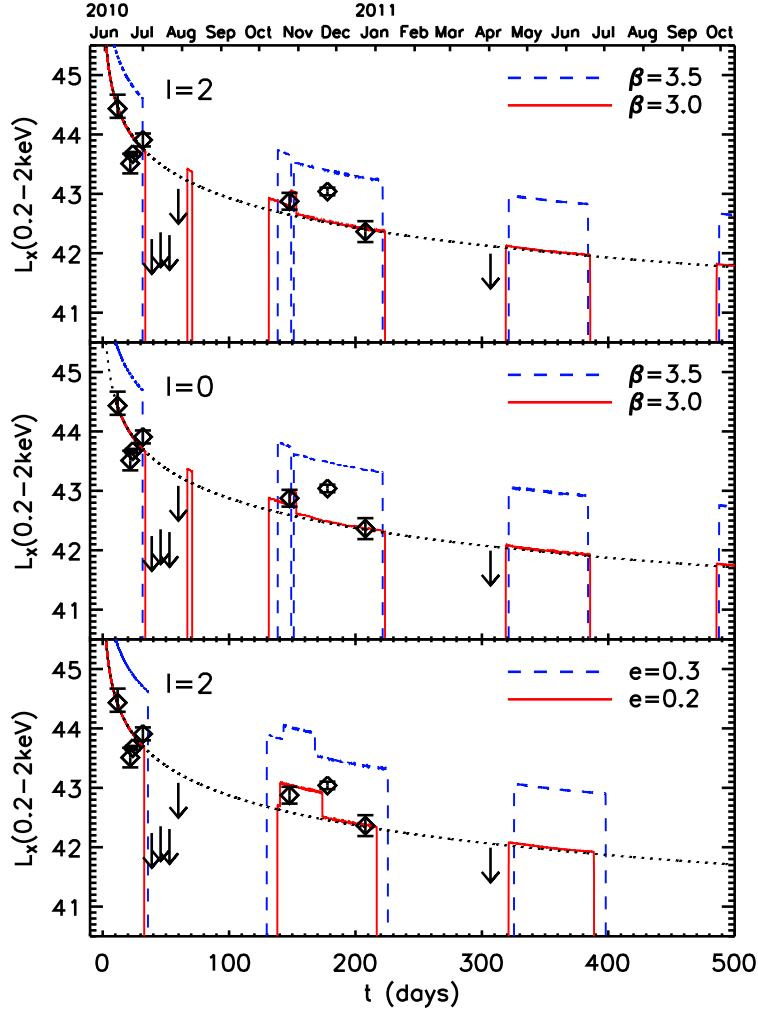 2010 2011
Jun Jul Aug Sep Oct Nov Dec Jan Feb Mar Apr May Jun Jul Aug Sep Oct
45
44
43
42
41
Lx(0.2−2keV)
l=2
β=3.5
β=3.0
45
44
43
42
41
Lx(0.2−2keV)
l=0
β=3.5
β=3.0
45
44
43
42
41
Lx(0.2−2keV)
l=2
e=0.3
e=0.2
0 100 200 300 400 500
t (days)